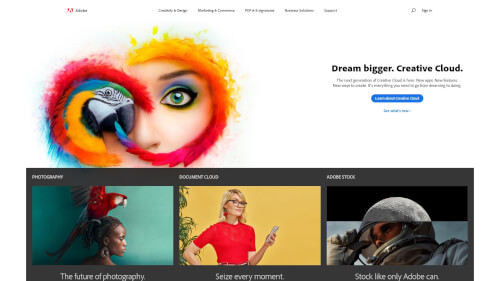 Adobe
Creativity & Design
Marketing & Commerce
PDF & E-signatures
Business Solutions
Support
Sign in
Dream bigger. Creative Cloud.
The next generation of Creative Cloud is here. New apps. New features.
New ways to create. It's everything you need to go from dreaming to doing.
Learn about Creative Cloud
See what's new ›
PHOTOGRAPHY
DOCUMENT CLOUD
ADOBE STOCK
The future of photography.
Seize every moment.
Stock like only Adobe can.